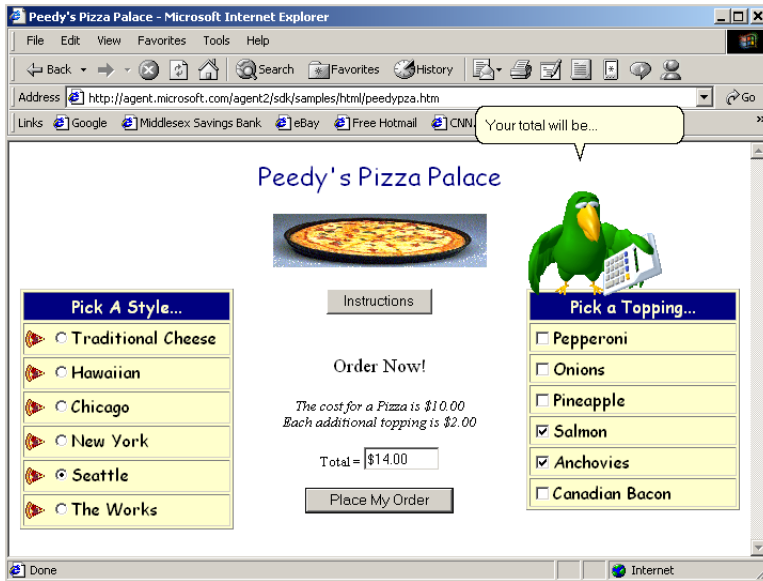 Peedy's Pizza Palace - Microsoft Internet Explorer
File Edit View Favorites Tools Help
Back Search Favorites History
Address http://agent.microsoft.com/agent2/sdk/samples/html/peedypza.htm Go
Links Google Middlesex Savings Bank eBay Free Hotmail CNN. »
Your total will be...
Peedy's Pizza Palace
Pick A Style...
Traditional Cheese
Hawaiian
Chicago
New York
Seattle
The Works
Instructions
Order Now!
The cost for a Pizza is $10.00
Each additional topping is $2.00
Total = $14.00
Place My Order
Pick a Topping...
Pepperoni
Onions
Pineapple
Salmon
Anchovies
Canadian Bacon
Done Internet